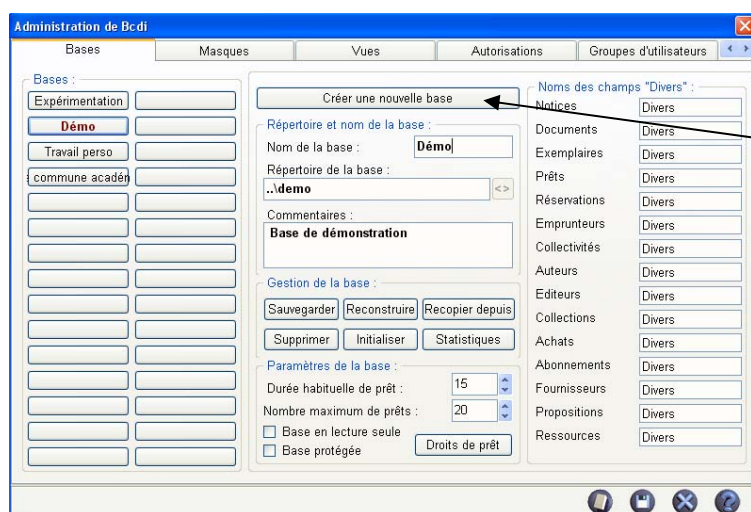 Administration de Bcdi
Bases
Masques
Vues
Autorisations
Groupes d'utilisateurs
Bases :
Expérimentation
Démo
Travail perso
commune acadén
Créer une nouvelle base
Répertoire et nom de la base :
Nom de la base : Démo
Répertoire de la base :
..\demo
<>
Commentaires :
Base de démonstration
Gestion de la base :
Sauvegarder Reconstruire Recopier depuis
Supprimer Initialiser Statistiques
Paramètres de la base :
Durée habituelle de prêt : 15
Nombre maximum de prêts : 20
Base en lecture seule
Base protégée
Droits de prêt
Noms des champs "Divers" :
Notices Divers
Documents Divers
Exemplaires Divers
Prêts Divers
Réservations Divers
Emprunteurs Divers
Collectivités Divers
Auteurs Divers
Editeurs Divers
Collections Divers
Achats Divers
Abonnements Divers
Fournisseurs Divers
Propositions Divers
Ressources Divers